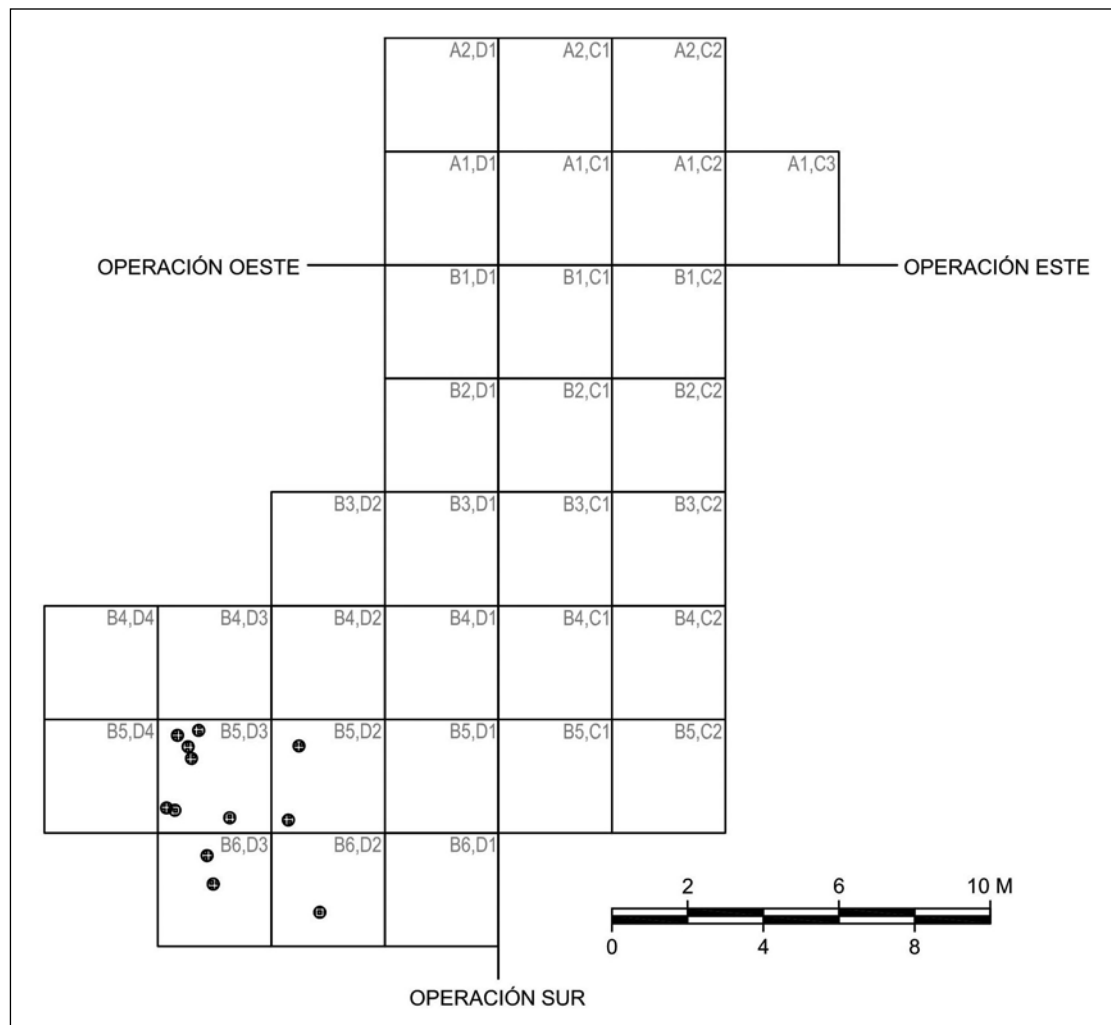 A2,D1 A2,C1 A2,C2
A1,D1 A1,C1 A1,C2 A1,C3
OPERACIÓN OESTE OPERACIÓN ESTE
B1,D1 B1,C1 B1,C2
B2,D1 B2,C1 B2,C2
B3,D2 B3,D1 B3,C1 B3,C2
B4,D4 B4,D3 B4,D2 B4,D1 B4,C1 B4,C2
B5,D4 B5,D3 B5,D2 B5,D1 B5,C1 B5,C2
B6,D3 B6,D2 B6,D1
2 6 10 M
0 4 8
OPERACIÓN SUR